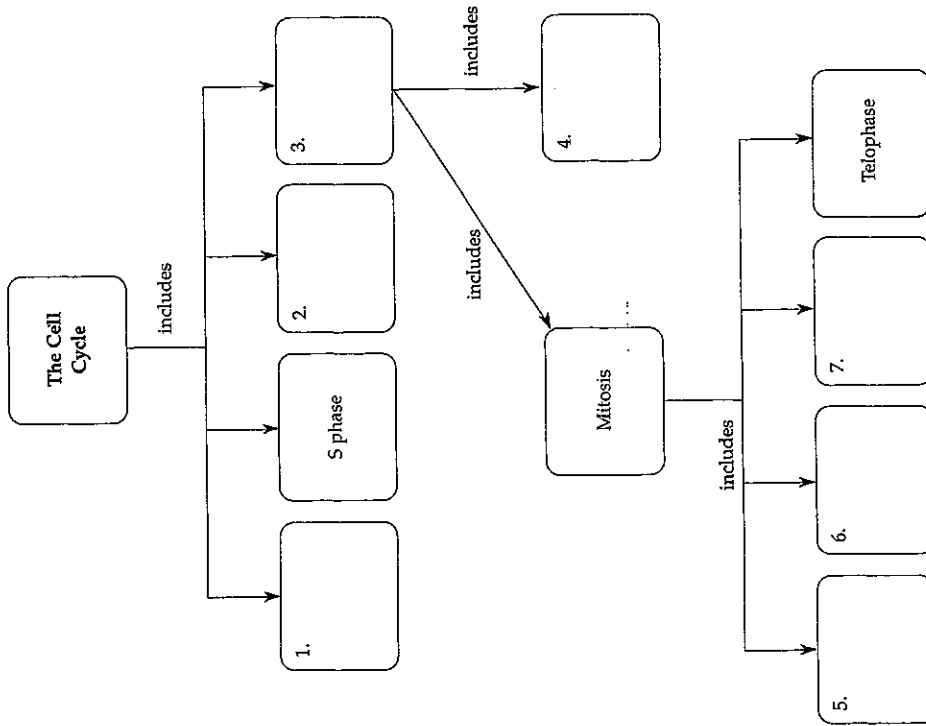 The Cell
Cycle
includes
1.
S phase
2.
3.
includes
includes
Mitosis
4.
includes
5.
6.
7.
Telophase